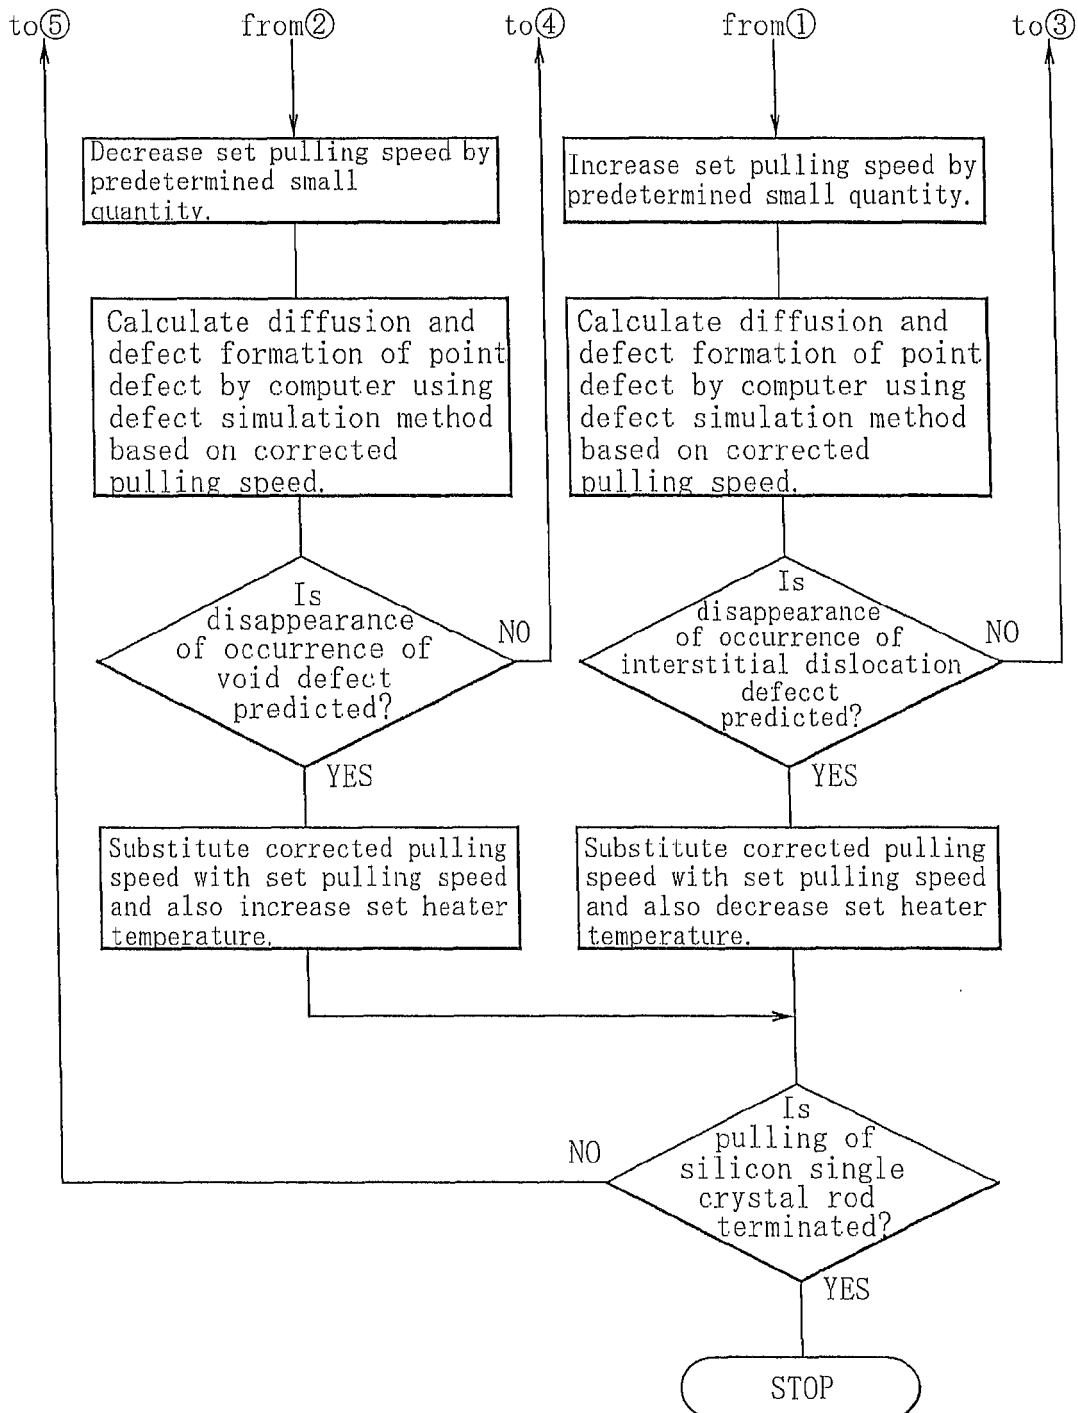 to⑤
from②
to④
from①
to③
Decrease set pulling speed by
predetermined small
quantity.
Increase set pulling speed by
predetermined small quantity.
Calculate diffusion and
defect formation of point
defect by computer using
defect simulation method
based on corrected
pulling speed.
Calculate diffusion and
defect formation of point
defect by computer using
defect simulation method
based on corrected
pulling speed.
Is
disappearance
of occurrence of
void defect
predicted?
NO
Is
disappearance
of occurrence of
interstitial dislocation
defecct
predicted?
NO
YES
YES
Substitute corrected pulling
speed with set pulling speed
and also increase set heater
temperature.
Substitute corrected pulling
speed with set pulling speed
and also decrease set heater
temperature.
Is
pulling of
silicon single
crystal rod
terminated?
NO
YES
STOP